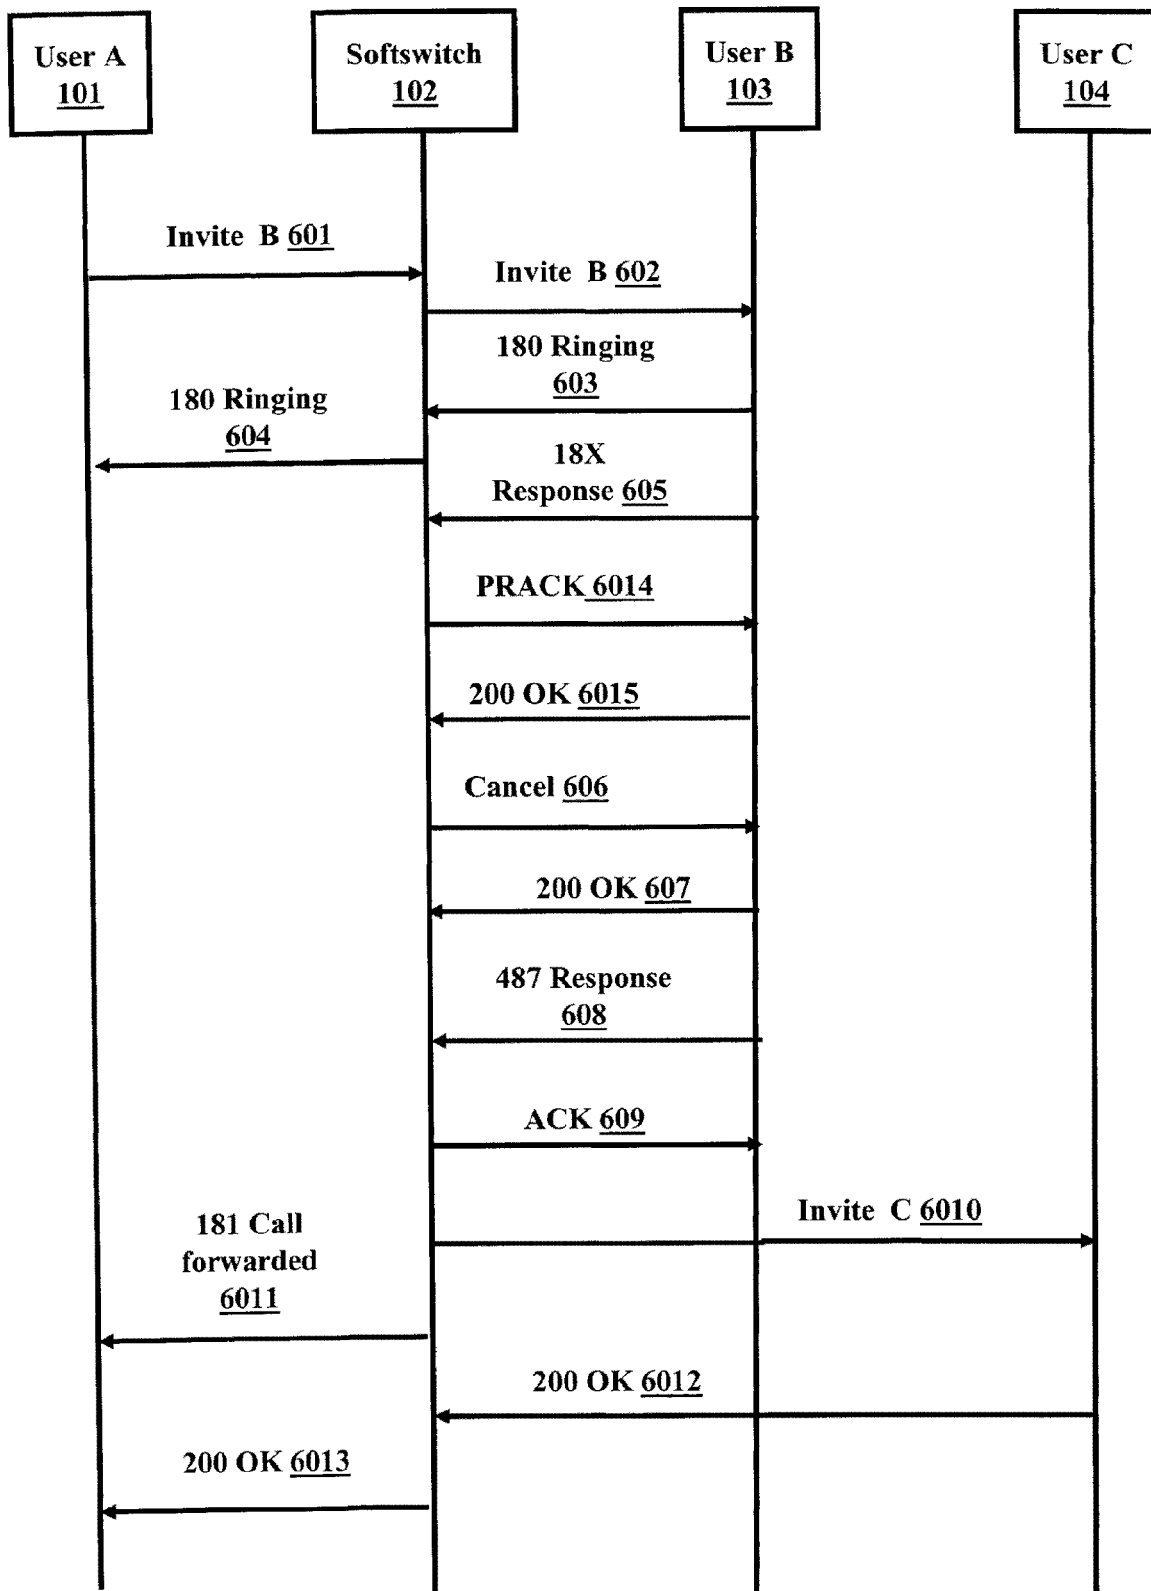 User A
101
Softswitch
102
User B
103
User C
104
Invite B 601
Invite B 602
180 Ringing
603
180 Ringing
604
18X
Response 605
PRACK 6014
200 OK 6015
Cancel 606
200 OK 607
487 Response
608
ACK 609
Invite C 6010
181 Call
forwarded
6011
200 OK 6012
200 OK 6013